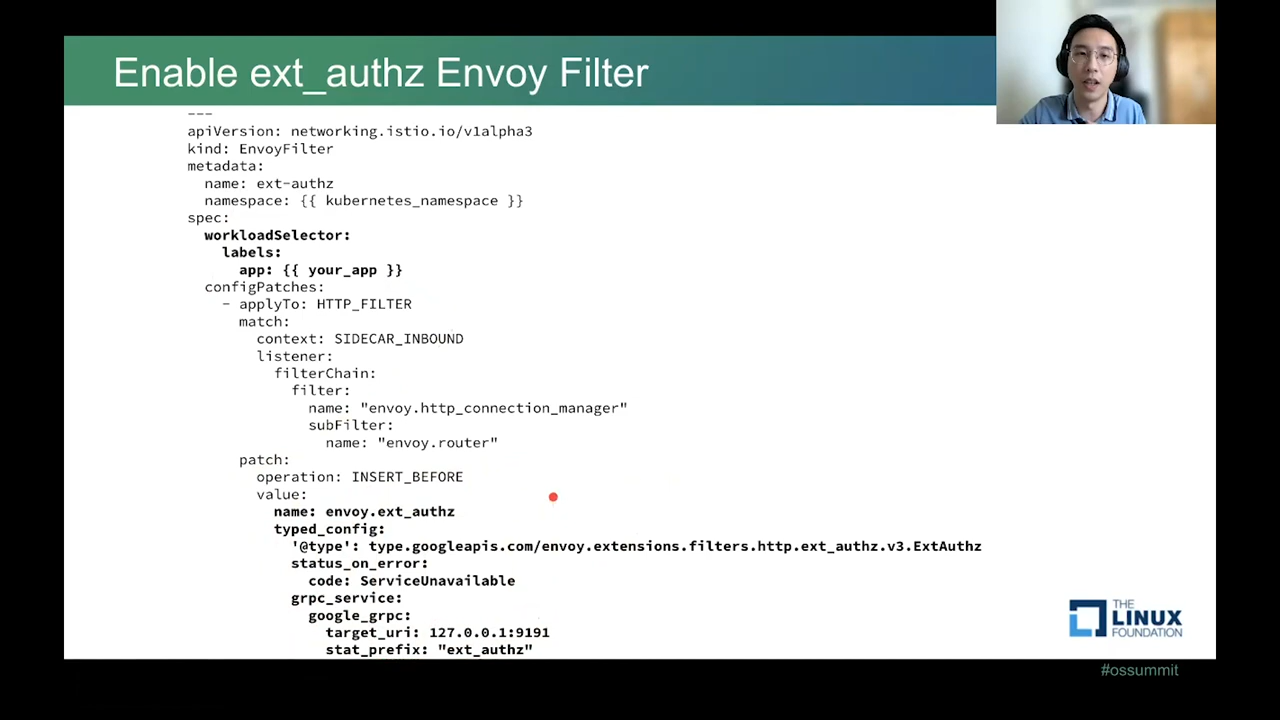 Enable ext_authz Envoy Filter
---
apiVersion: networking.istio.io/v1alpha3
kind: EnvoyFilter
metadata:
  name: ext-authz
  namespace: {{ kubernetes_namespace }}
spec:
  workloadSelector:
    labels:
      app: {{ your_app }}
  configPatches:
    - applyTo: HTTP_FILTER
      match:
        context: SIDECAR_INBOUND
        listener:
          filterChain:
            filter:
              name: "envoy.http_connection_manager"
              subFilter:
                name: "envoy.router"
      patch:
        operation: INSERT_BEFORE
        value:
          name: envoy.ext_authz
          typed_config:
            '@type': type.googleapis.com/envoy.extensions.filters.http.ext_authz.v3.ExtAuthz
            status_on_error:
              code: ServiceUnavailable
            grpc_service:
              google_grpc:
                target_uri: 127.0.0.1:9191
                stat_prefix: "ext_authz"
THE
LINUX
FOUNDATION
#ossummit